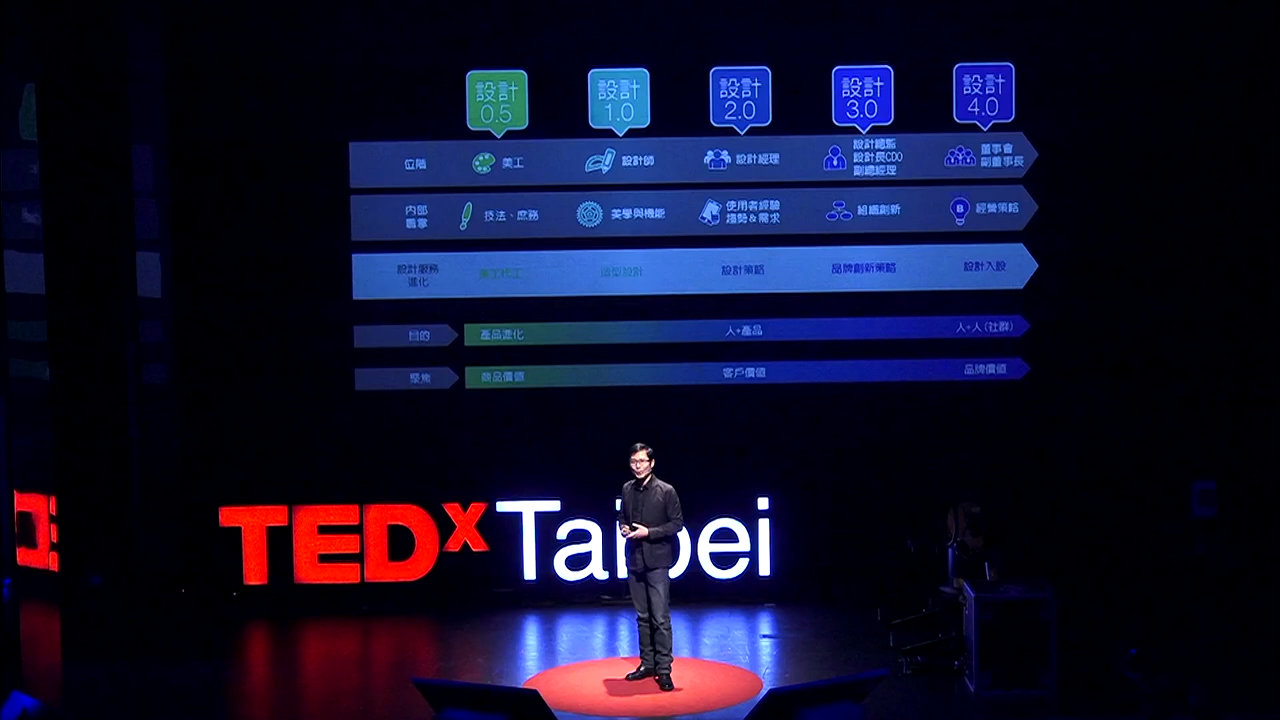 設計 0.5
設計 1.0
設計 2.0
設計 3.0
設計 4.0
位階
美工
設計師
設計經理
設計總監
設計長CDO
副總經理
董事會
副董事長
內部
職掌
技法、庶務
美學與機能
使用者經驗
趨勢&需求
組織創新
B
經營策略
設計服務
進化
美工代工
造型設計
設計策略
品牌創新策略
設計入股
目的
產品進化
人+產品
人+人(社群)
聚焦
商品價值
客戶價值
品牌價值
TEDxTaipei